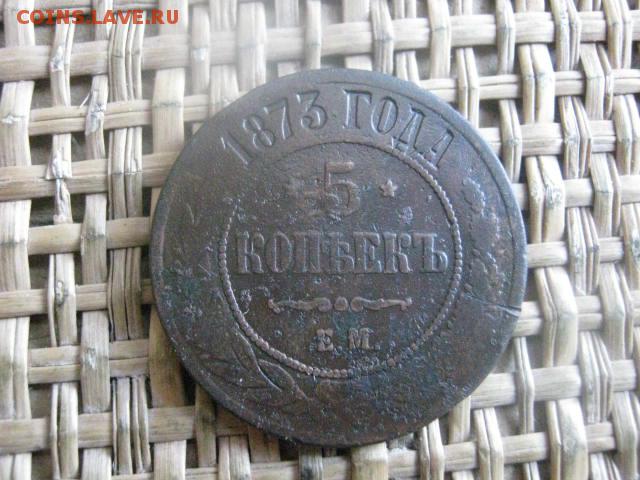 COINS.LAVE.RU
1873 ГОДА
5
КОПѢЕКЪ
Е.М.